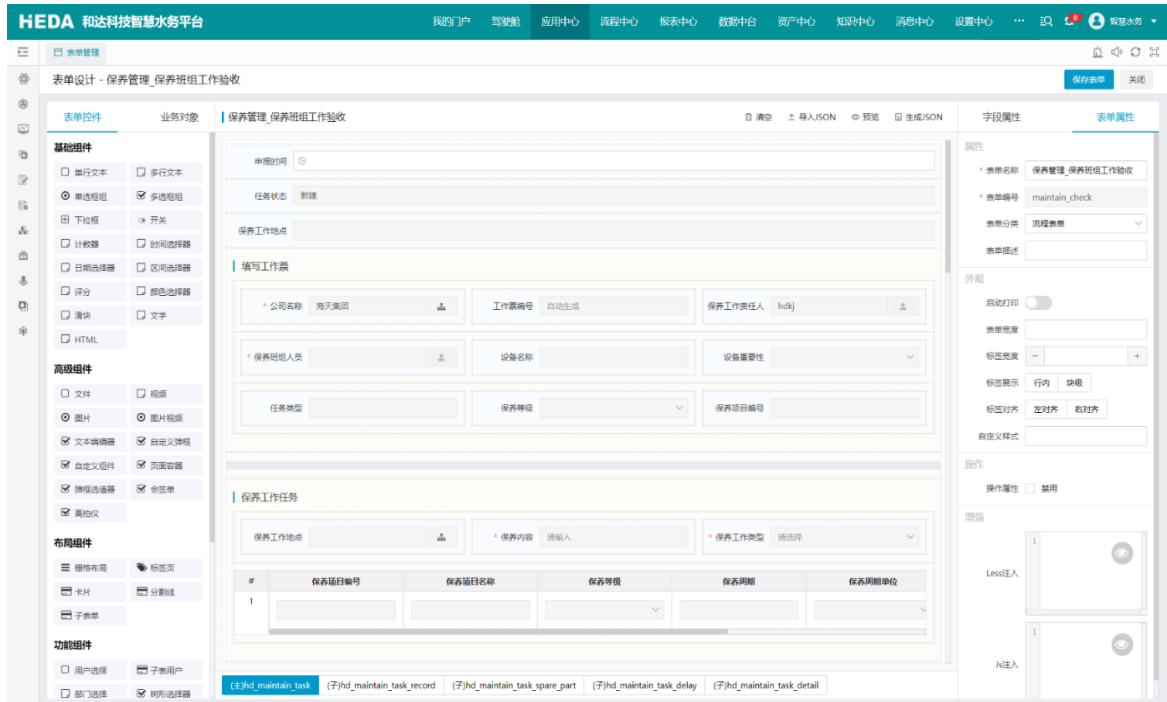 HEDA 和达科技智慧水务平台 我的门户 驾驶舱 应用中心 流程中心 报表中心 数据中台 资产中心 知识中心 消息中心 设置中心 ··· 8 智慧水务
表单管理
表单设计 - 保养管理_保养班组工作验收 保存表单 关闭
表单控件 业务对象
基础组件
单行文本 多行文本
单选框组 多选框组
下拉框 开关
计数器 时间选择器
日期选择器 区间选择器
评分 颜色选择器
滑块 文字
HTML
高级组件
文件 视频
图片 图片视频
文本编辑器 自定义弹框
自定义组件 页面容器
弹框选值器 会签单
高拍仪
布局组件
栅格布局 标签页
卡片 分割线
子表单
功能组件
用户选择 子表用户
部门选择 树形选择器
保养管理_保养班组工作验收 清空 导入JSON 预览 生成JSON
申报时间
任务状态 新建
保养工作地点
填写工作票
* 公司名称 海天集团 工作票编号 自动生成 保养工作责任人 hdkj
* 保养班组人员 设备名称 设备重要性
任务类型 保养等级 保养项目编号
保养工作任务
保养工作地点 * 保养内容 请输入 * 保养工作类型 请选择
# 保养项目编号 保养项目名称 保养等级 保养周期 保养周期单位
1
(主)hd_maintain_task (子)hd_maintain_task_record (子)hd_maintain_task_spare_part (子)hd_maintain_task_delay (子)hd_maintain_task_detail
字段属性 表单属性
属性
* 表单名称 保养管理_保养班组工作验收
* 表单编号 maintain_check
表单分类 流程表单
表单描述
外观
启动打印
表单宽度
标签宽度 − +
标签展示 行内 块级
标签对齐 左对齐 右对齐
自定义样式
操作
操作属性 禁用
增强
1
Less注入
1
Js注入